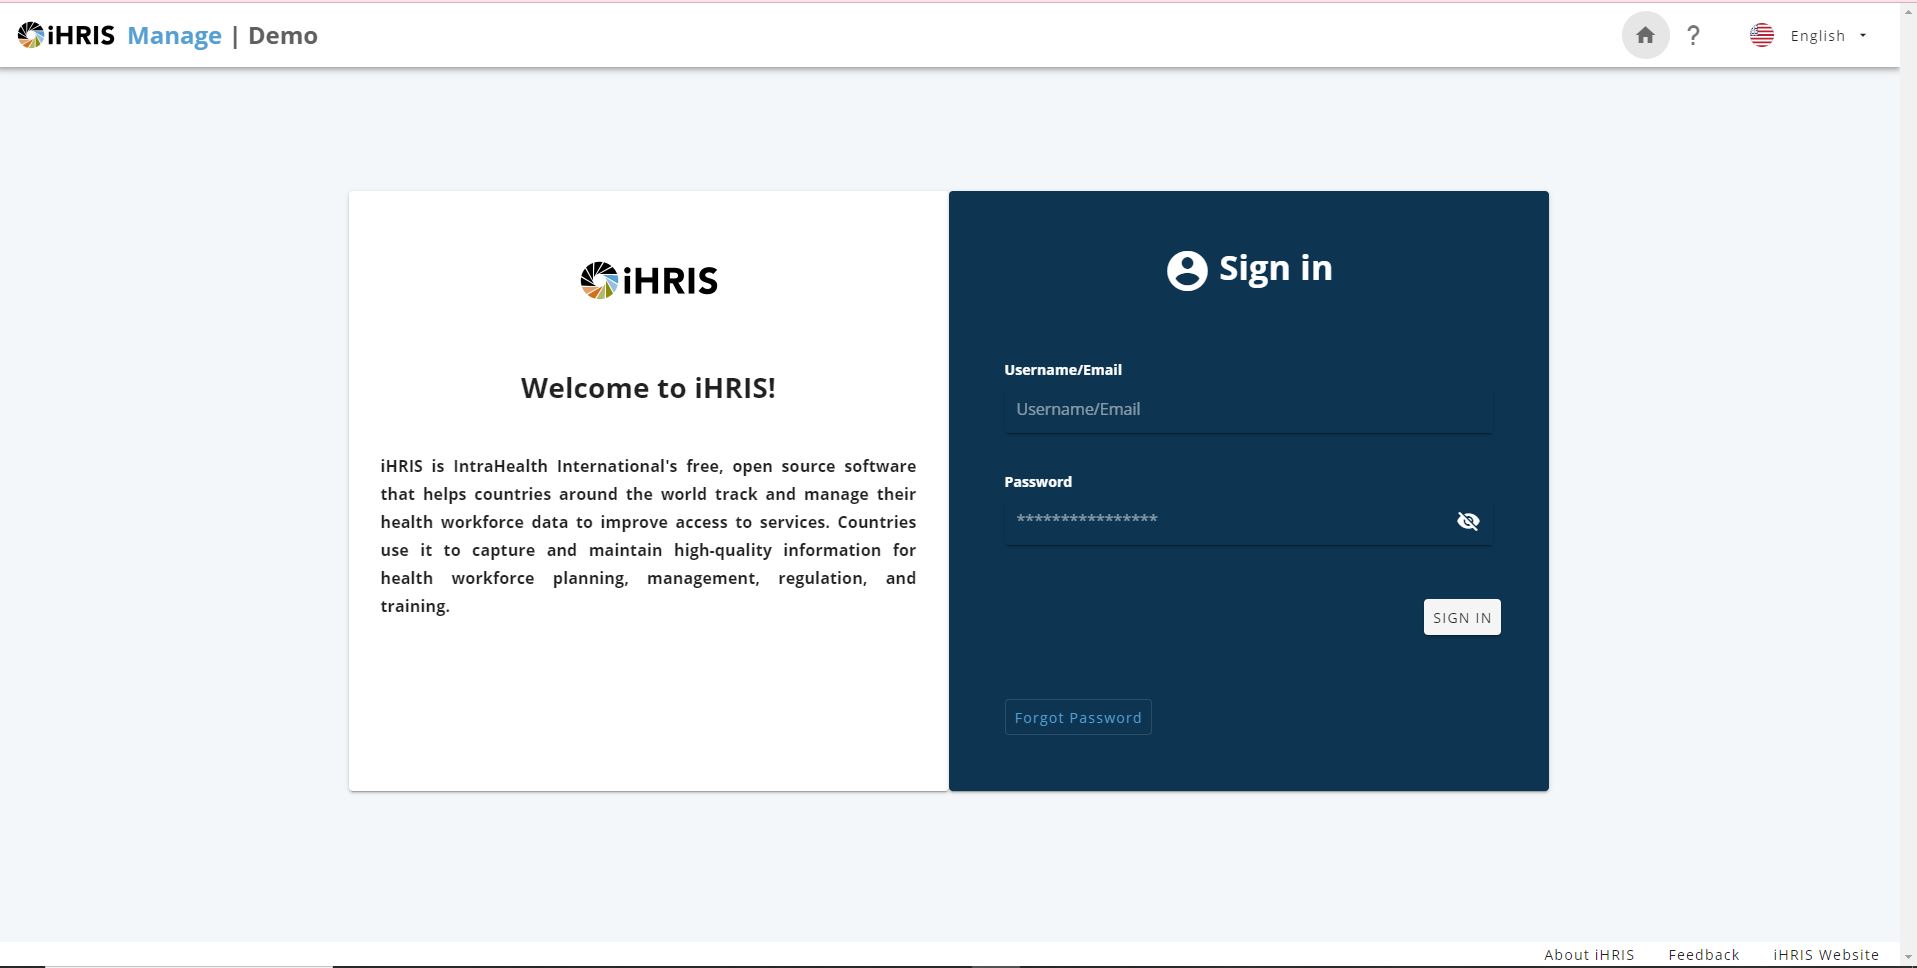 iHRIS Manage | Demo
?
English
iHRIS
Welcome to iHRIS!
iHRIS is IntraHealth International's free, open source software
that helps countries around the world track and manage their
health workforce data to improve access to services. Countries
use it to capture and maintain high-quality information for
health workforce planning, management, regulation, and
training.
Sign in
Username/Email
Username/Email
Password
****************
SIGN IN
Forgot Password
About iHRIS Feedback iHRIS Website